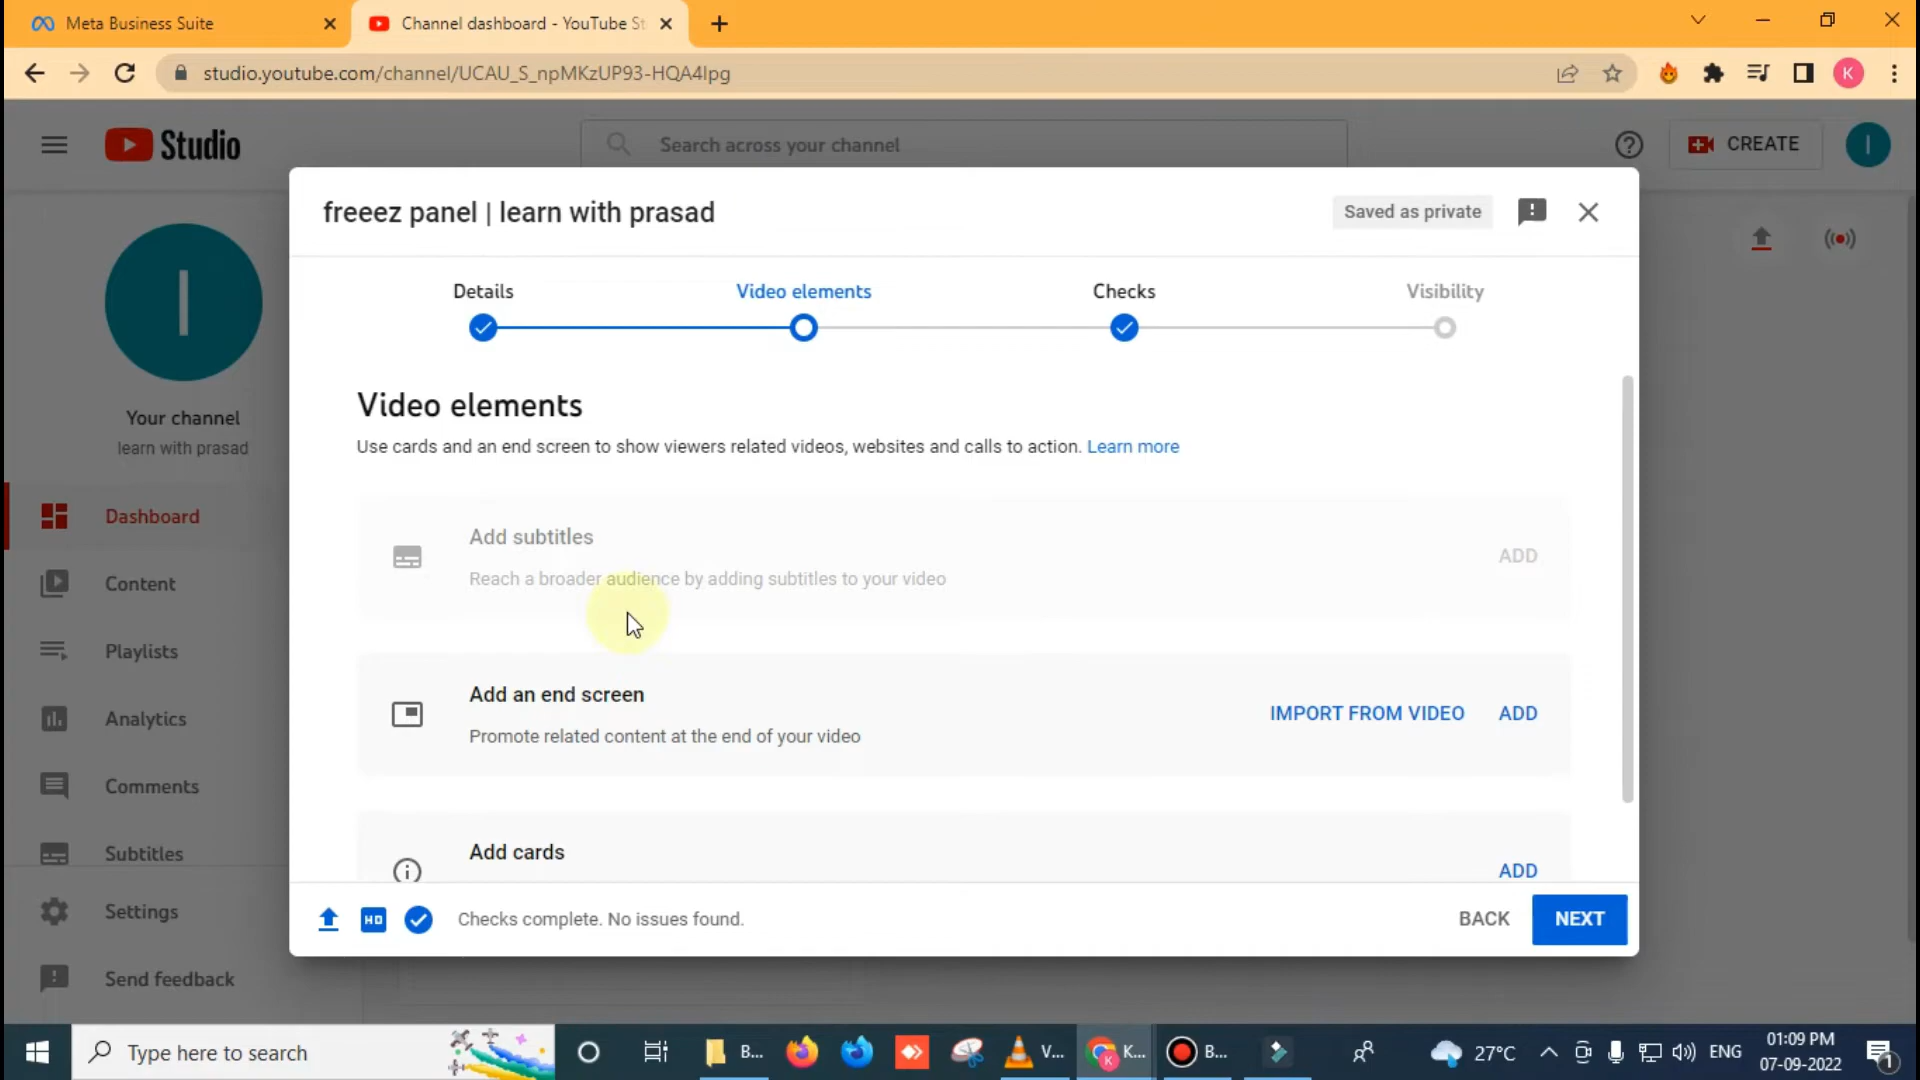 Meta Business Suite
Channel dashboard - YouTube St
studio.youtube.com/channel/UCAU_S_npMKzUP93-HQA4lpg
K
Studio
Search across your channel
CREATE
I
freeez panel | learn with prasad
Saved as private
Details
Video elements
Checks
Visibility
I
Your channel
learn with prasad
Dashboard
Content
Playlists
Analytics
Comments
Subtitles
Settings
Send feedback
Video elements
Use cards and an end screen to show viewers related videos, websites and calls to action. Learn more
Add subtitles
Reach a broader audience by adding subtitles to your video
ADD
Add an end screen
Promote related content at the end of your video
IMPORT FROM VIDEO
ADD
Add cards
ADD
HD
Checks complete. No issues found.
BACK
NEXT
Type here to search
B...
V...
K...
B...
27°C
ENG
01:09 PM
07-09-2022
1